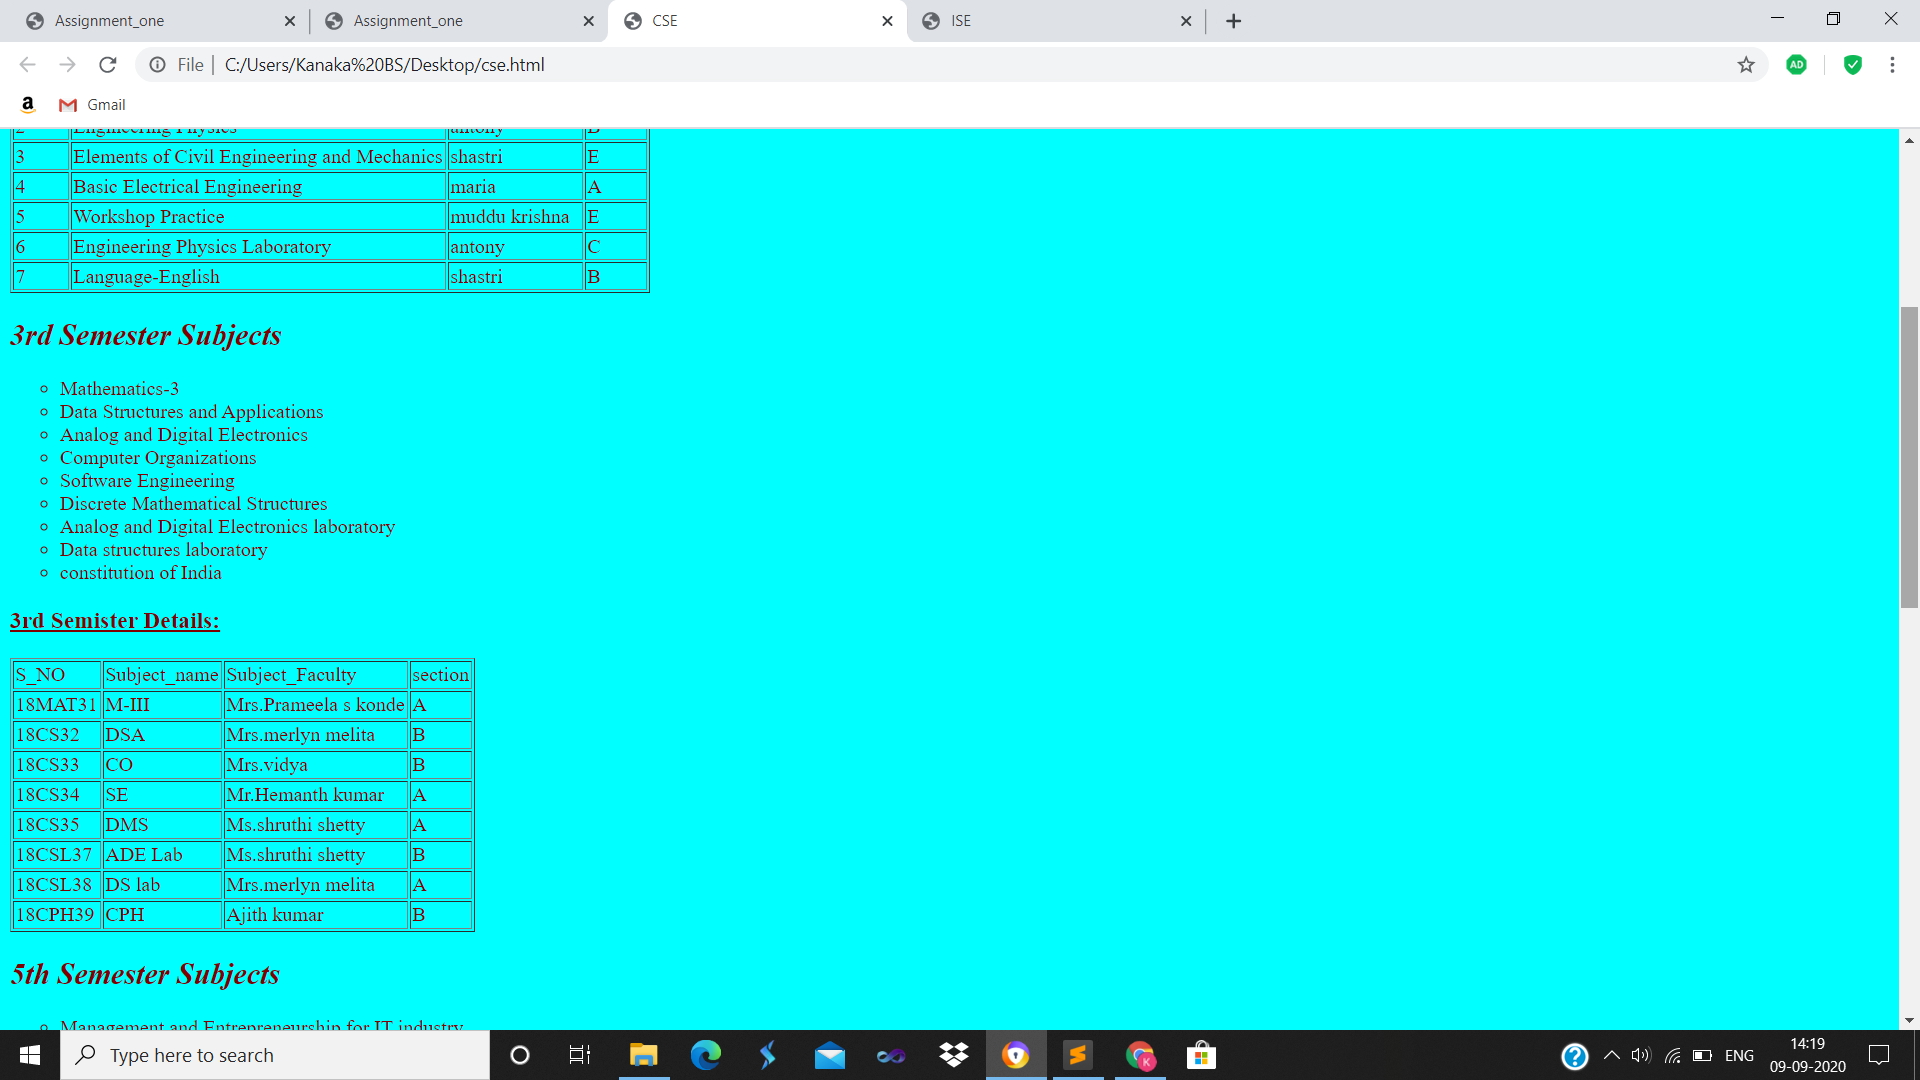 Assignment_one
Assignment_one
CSE
ISE
File
C:/Users/Kanaka%20BS/Desktop/cse.html
AD
a
Gmail
2 Engineering Physics antony B
3 Elements of Civil Engineering and Mechanics shastri E
4 Basic Electrical Engineering maria A
5 Workshop Practice muddu krishna E
6 Engineering Physics Laboratory antony C
7 Language-English shastri B
3rd Semester Subjects
Mathematics-3
Data Structures and Applications
Analog and Digital Electronics
Computer Organizations
Software Engineering
Discrete Mathematical Structures
Analog and Digital Electronics laboratory
Data structures laboratory
constitution of India
3rd Semister Details:
S_NO Subject_name Subject_Faculty section
18MAT31 M-III Mrs.Prameela s konde A
18CS32 DSA Mrs.merlyn melita B
18CS33 CO Mrs.vidya B
18CS34 SE Mr.Hemanth kumar A
18CS35 DMS Ms.shruthi shetty A
18CSL37 ADE Lab Ms.shruthi shetty B
18CSL38 DS lab Mrs.merlyn melita A
18CPH39 CPH Ajith kumar B
5th Semester Subjects
Management and Entrepreneurship for IT industry
Type here to search
K
ENG
14:19
09-09-2020